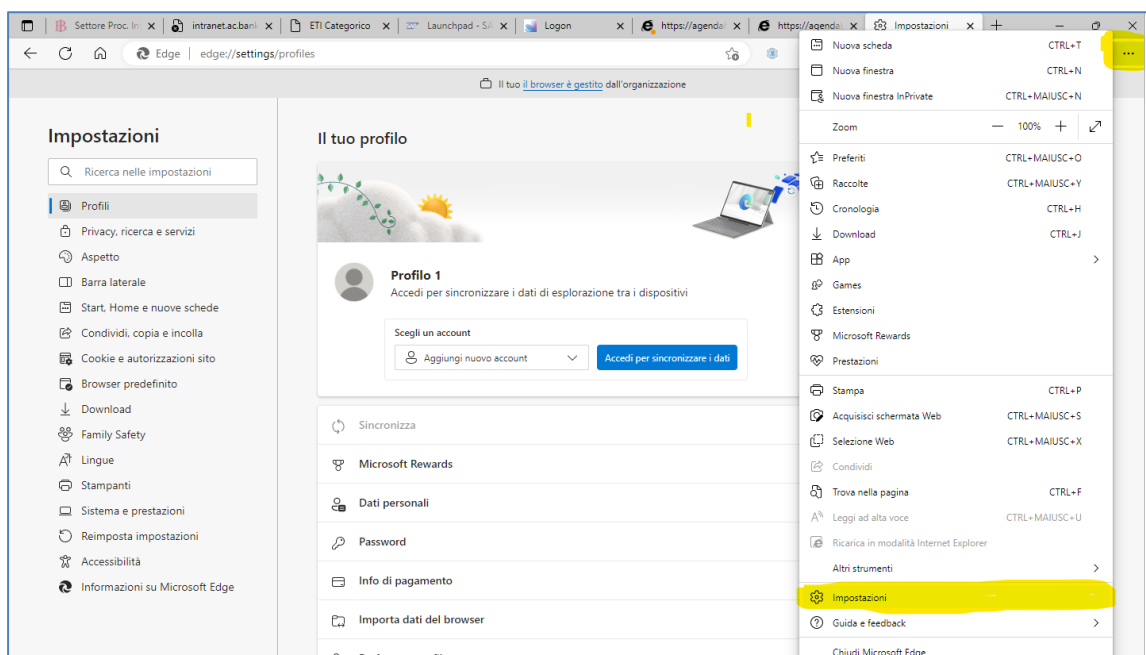 Settore Proc. In
intranet.ac.bank
ETI Categorico
Launchpad - SA
Logon
https://agendal
https://agendal
Impostazioni
Edge | edge://settings/profiles
Il tuo il browser è gestito dall'organizzazione
Impostazioni
Ricerca nelle impostazioni
Profili
Privacy, ricerca e servizi
Aspetto
Barra laterale
Start, Home e nuove schede
Condividi, copia e incolla
Cookie e autorizzazioni sito
Browser predefinito
Download
Family Safety
Lingue
Stampanti
Sistema e prestazioni
Reimposta impostazioni
Accessibilità
Informazioni su Microsoft Edge
Il tuo profilo
Profilo 1
Accedi per sincronizzare i dati di esplorazione tra i dispositivi
Scegli un account
Aggiungi nuovo account
Accedi per sincronizzare i dati
Sincronizza
Microsoft Rewards
Dati personali
Password
Info di pagamento
Importa dati del browser
Nuova scheda CTRL+T
Nuova finestra CTRL+N
Nuova finestra InPrivate CTRL+MAIUSC+N
Zoom — 100% +
Preferiti CTRL+MAIUSC+O
Raccolte CTRL+MAIUSC+Y
Cronologia CTRL+H
Download CTRL+J
App
Games
Estensioni
Microsoft Rewards
Prestazioni
Stampa CTRL+P
Acquisisci schermata Web CTRL+MAIUSC+S
Selezione Web CTRL+MAIUSC+X
Condividi
Trova nella pagina CTRL+F
Leggi ad alta voce CTRL+MAIUSC+U
Ricarica in modalità Internet Explorer
Altri strumenti
Impostazioni
Guida e feedback
Chiudi Microsoft Edge